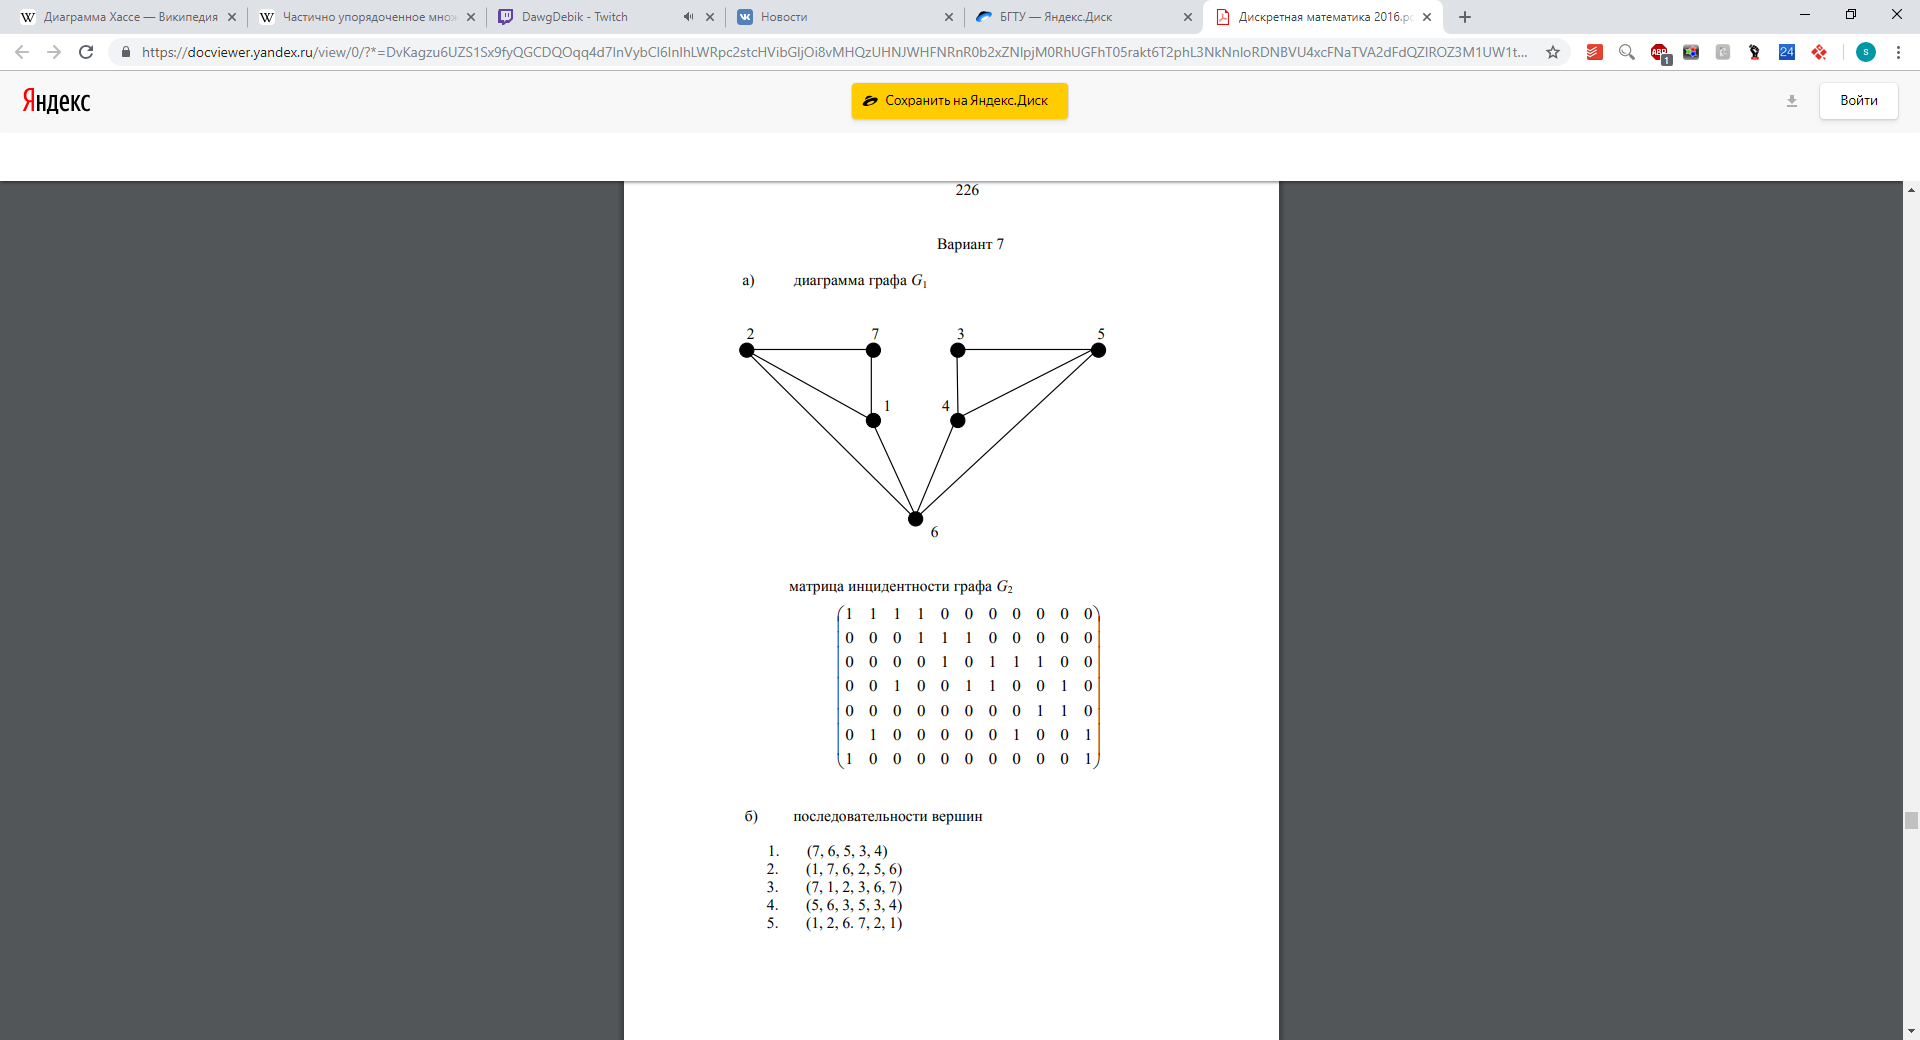 Диаграмма Хассе — Википедия
Частично упорядоченное множ
DawgDebik - Twitch
Новости
БГТУ — Яндекс.Диск
Дискретная математика 2016.pd
https://docviewer.yandex.ru/view/0/?*=
1
24
s
Яндекс
Сохранить на Яндекс.Диск
Войти
226
Вариант 7
а) диаграмма графа G1
2 7 3 5
1 4
6
матрица инцидентности графа G2
1 1 1 1 0 0 0 0 0 0 0
0 0 0 1 1 1 0 0 0 0 0
0 0 0 0 1 0 1 1 1 0 0
0 0 1 0 0 1 1 0 0 1 0
0 0 0 0 0 0 0 0 1 1 0
0 1 0 0 0 0 0 1 0 0 1
1 0 0 0 0 0 0 0 0 0 1
б) последовательности вершин
1. (7, 6, 5, 3, 4)
2. (1, 7, 6, 2, 5, 6)
3. (7, 1, 2, 3, 6, 7)
4. (5, 6, 3, 5, 3, 4)
5. (1, 2, 6. 7, 2, 1)